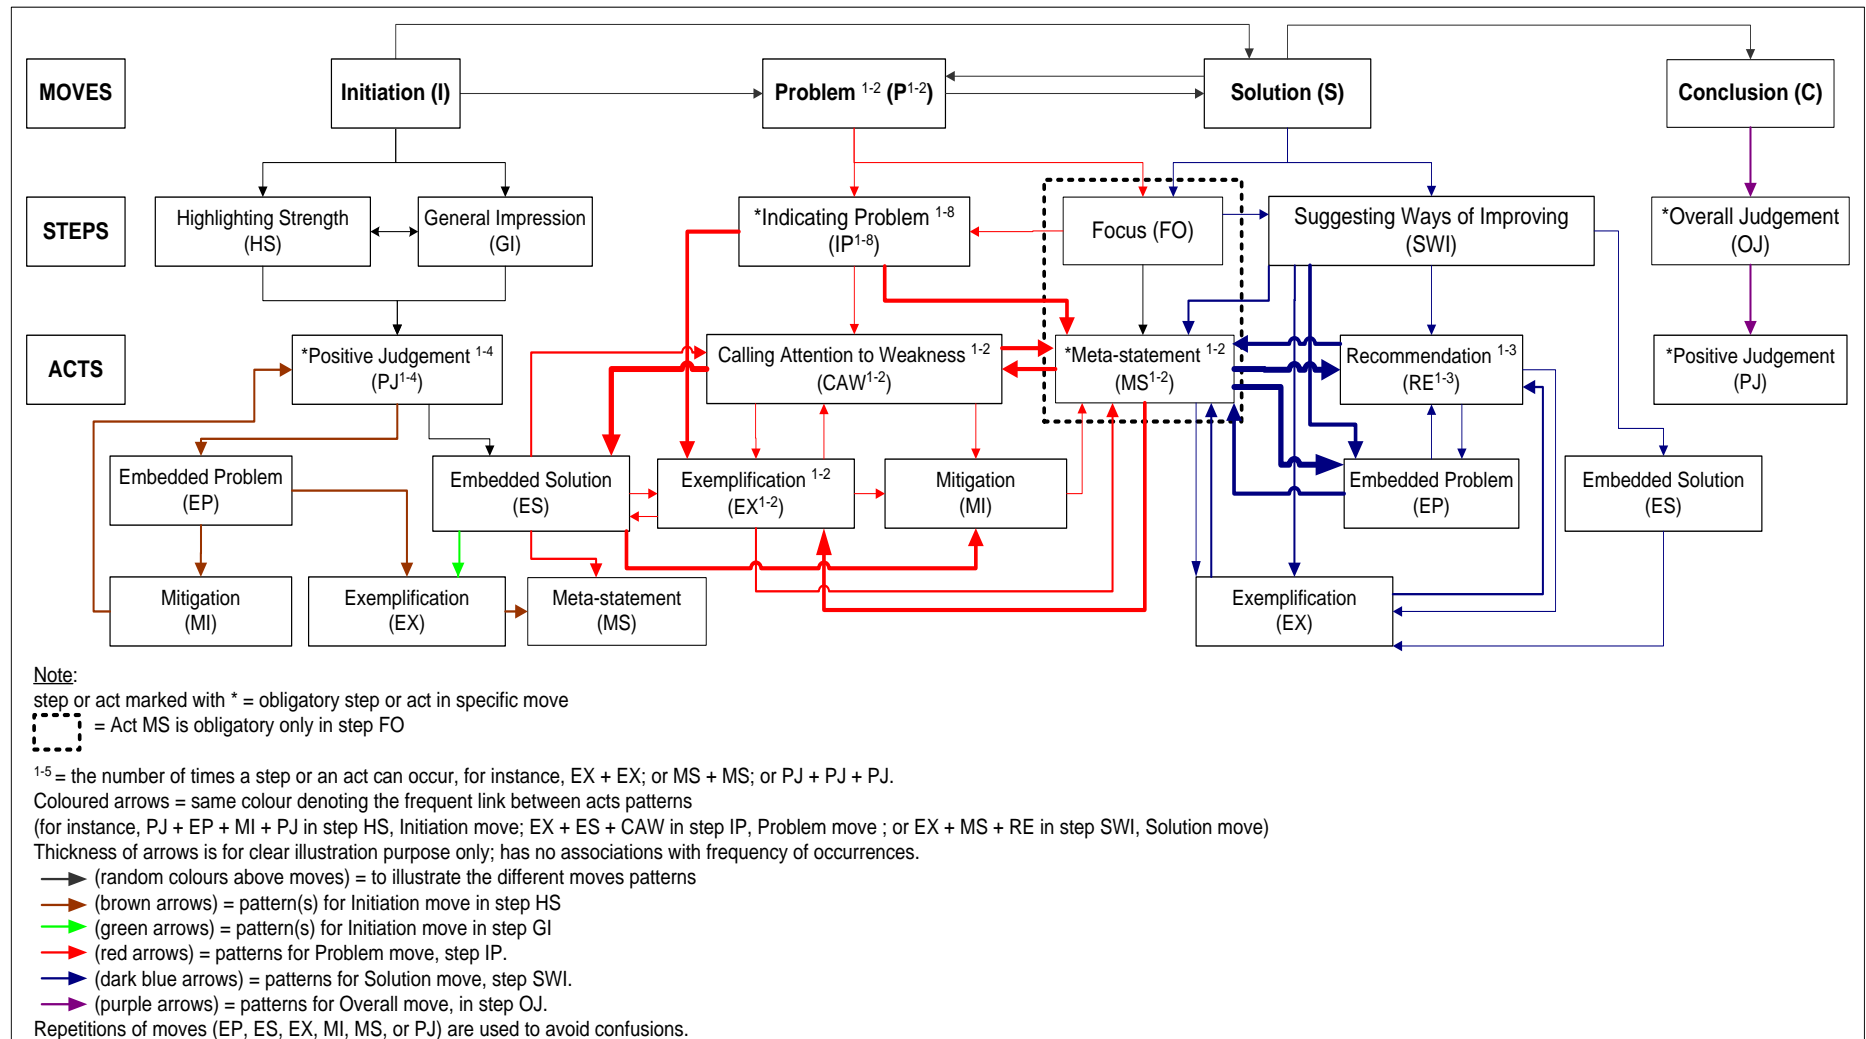 MOVES
Initiation (I)
Problem 1-2 (P1-2)
Solution (S)
Conclusion (C)
STEPS
Highlighting Strength
(HS)
General Impression
(GI)
*Indicating Problem 1-8
(IP1-8)
Focus (FO)
Suggesting Ways of Improving
(SWI)
*Overall Judgement
(OJ)
ACTS
*Positive Judgement 1-4
(PJ1-4)
Calling Attention to Weakness 1-2
(CAW1-2)
*Meta-statement 1-2
(MS1-2)
Recommendation 1-3
(RE1-3)
*Positive Judgement
(PJ)
Embedded Problem
(EP)
Embedded Solution
(ES)
Exemplification 1-2
(EX1-2)
Mitigation
(MI)
Embedded Problem
(EP)
Embedded Solution
(ES)
Mitigation
(MI)
Exemplification
(EX)
Meta-statement
(MS)
Exemplification
(EX)
Note:
step or act marked with * = obligatory step or act in specific move
= Act MS is obligatory only in step FO
1-5 = the number of times a step or an act can occur, for instance, EX + EX; or MS + MS; or PJ + PJ + PJ.
Coloured arrows = same colour denoting the frequent link between acts patterns
(for instance, PJ + EP + MI + PJ in step HS, Initiation move; EX + ES + CAW in step IP, Problem move ; or EX + MS + RE in step SWI, Solution move)
Thickness of arrows is for clear illustration purpose only; has no associations with frequency of occurrences.
(random colours above moves) = to illustrate the different moves patterns
(brown arrows) = pattern(s) for Initiation move in step HS
(green arrows) = pattern(s) for Initiation move in step GI
(red arrows) = patterns for Problem move, step IP.
(dark blue arrows) = patterns for Solution move, step SWI.
(purple arrows) = patterns for Overall move, in step OJ.
Repetitions of moves (EP, ES, EX, MI, MS, or PJ) are used to avoid confusions.